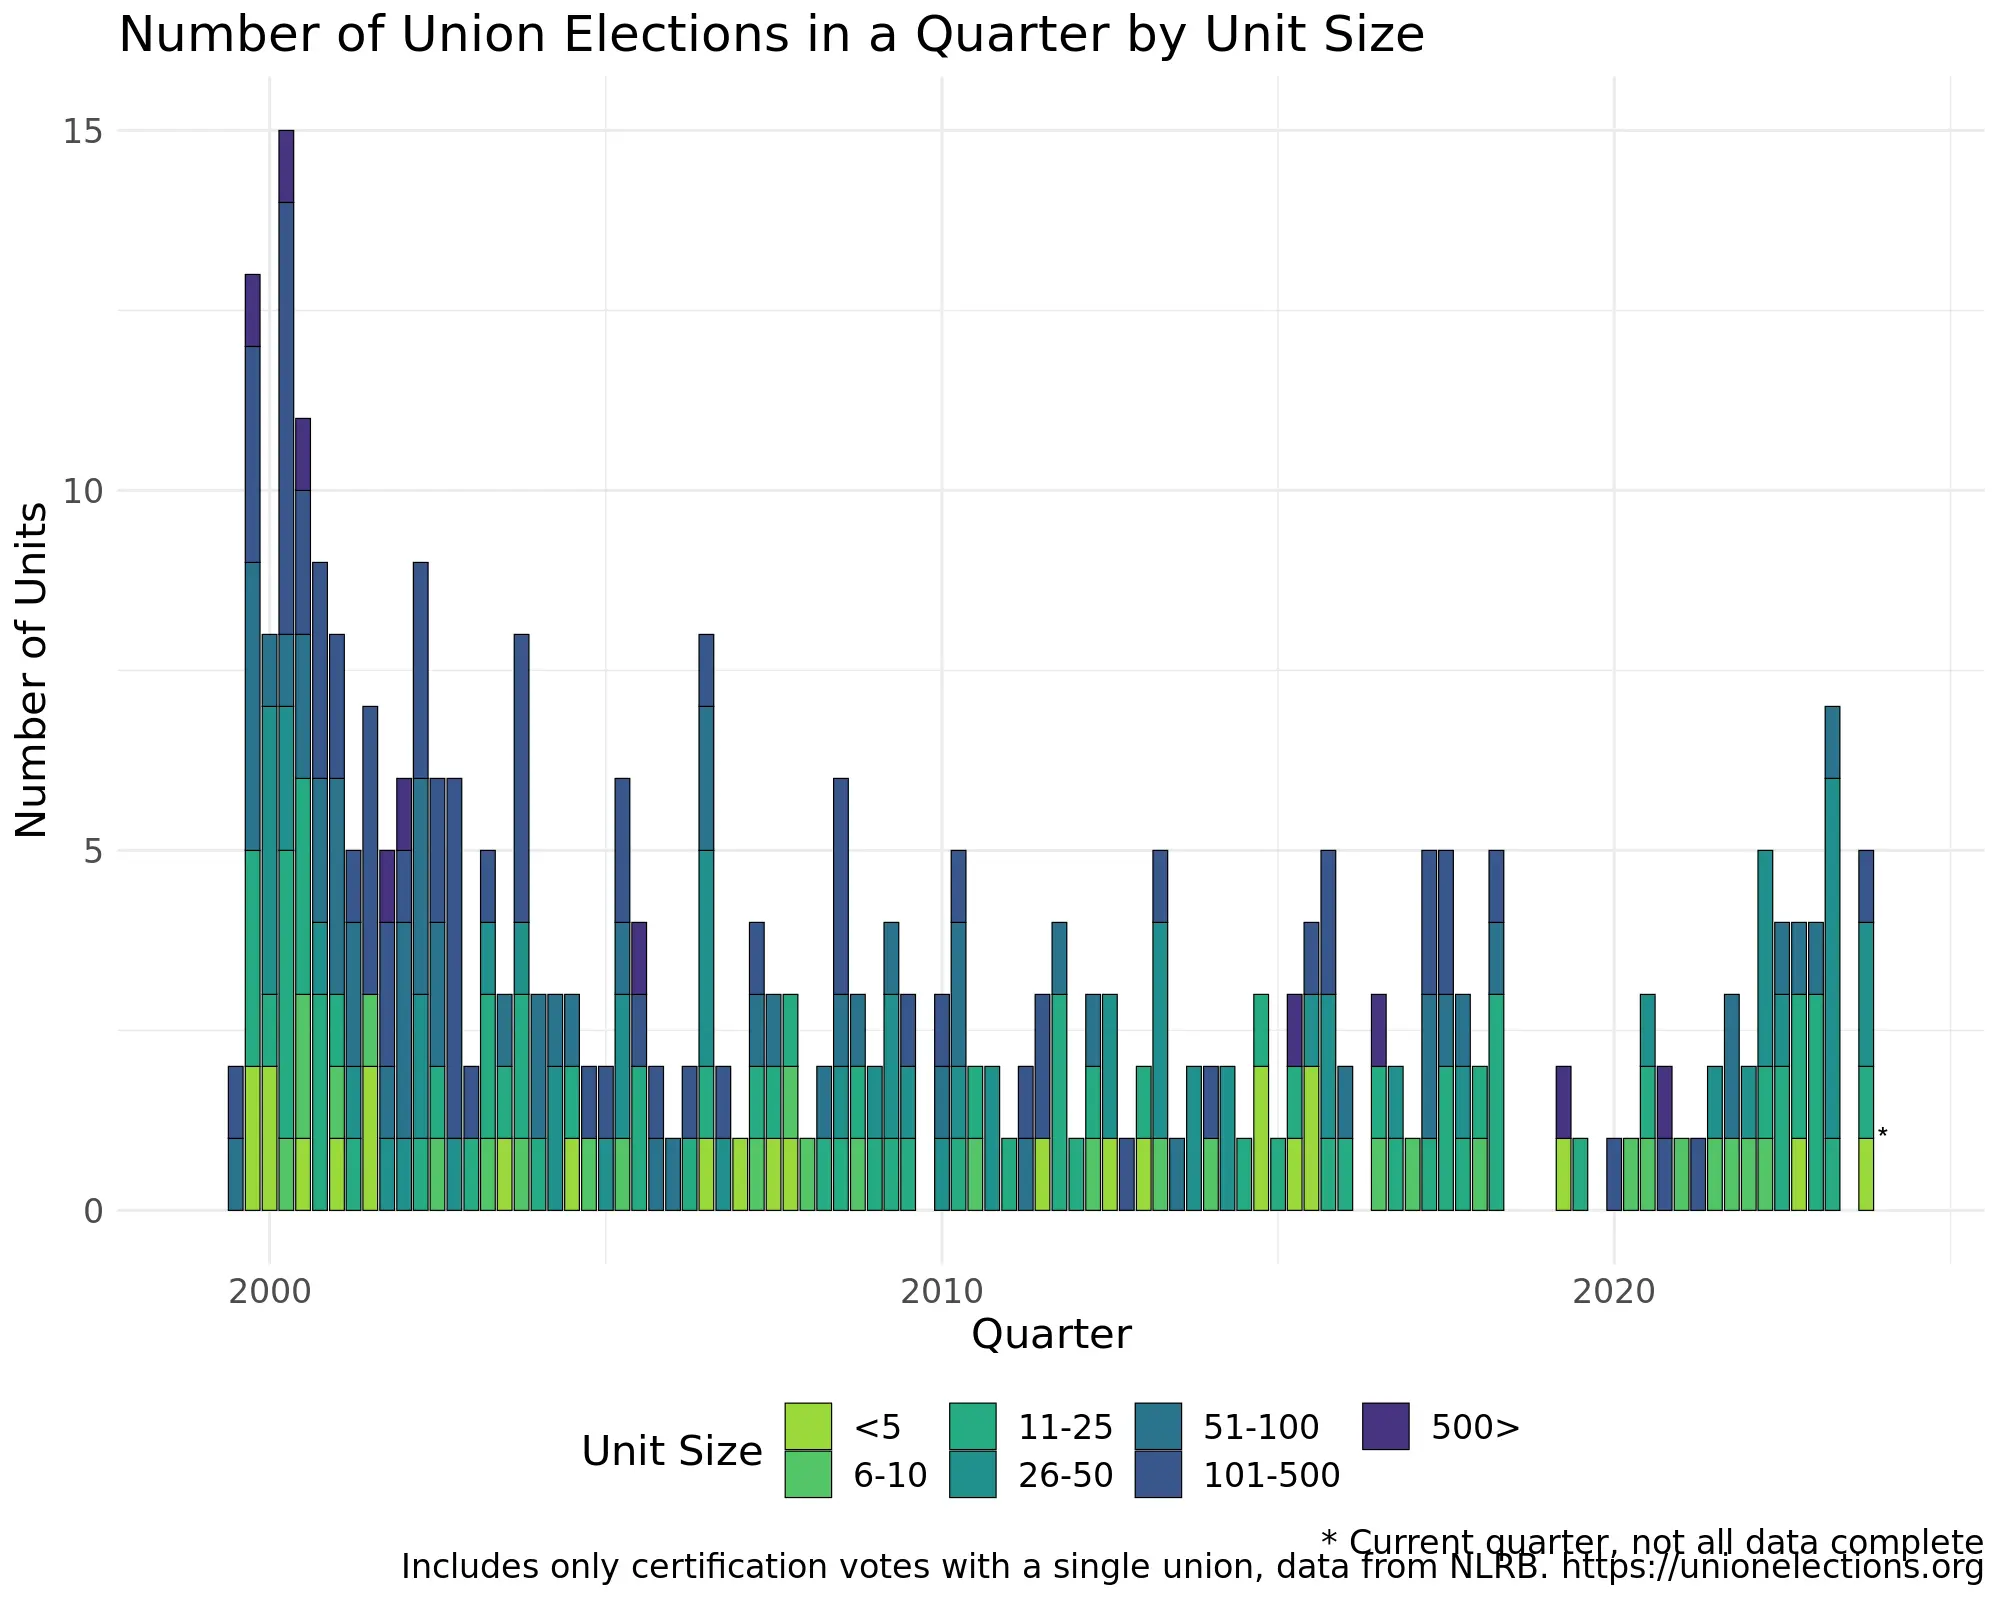 Number of Union Elections in a Quarter by Unit Size
15
10
5
0
Number of Units
*
2000 2010 2020
Quarter
Unit Size
<5 11-25 51-100 500>
6-10 26-50 101-500
* Current quarter, not all data complete
Includes only certification votes with a single union, data from NLRB. https://unionelections.org